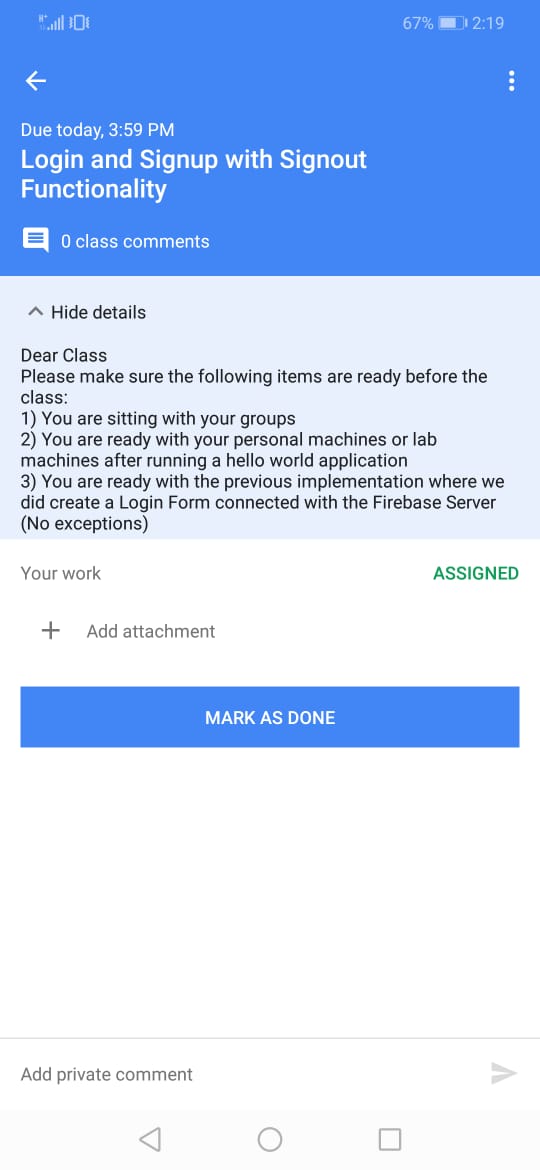 67% 2:19
Due today, 3:59 PM
Login and Signup with Signout
Functionality
0 class comments
Hide details
Dear Class
Please make sure the following items are ready before the
class:
1) You are sitting with your groups
2) You are ready with your personal machines or lab
machines after running a hello world application
3) You are ready with the previous implementation where we
did create a Login Form connected with the Firebase Server
(No exceptions)
Your work ASSIGNED
Add attachment
MARK AS DONE
Add private comment